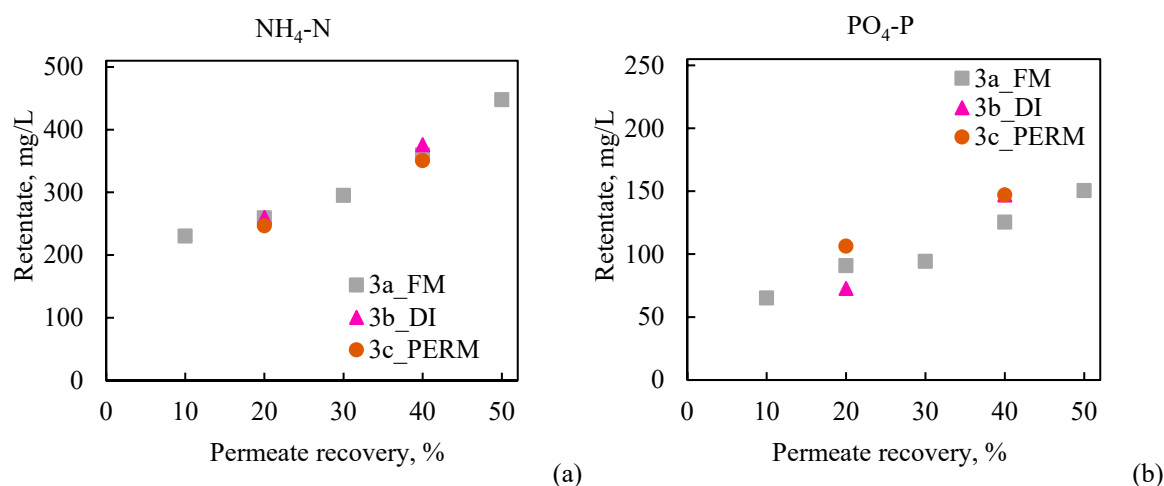 NH₄-N
500
400
300
200
100
0
0 10 20 30 40 50
Retentate, mg/L
Permeate recovery, %
3a_FM
3b_DI
3c_PERM
(a)
PO₄-P
250
200
150
100
50
0
0 10 20 30 40 50
Retentate, mg/L
Permeate recovery, %
3a_FM
3b_DI
3c_PERM
(b)